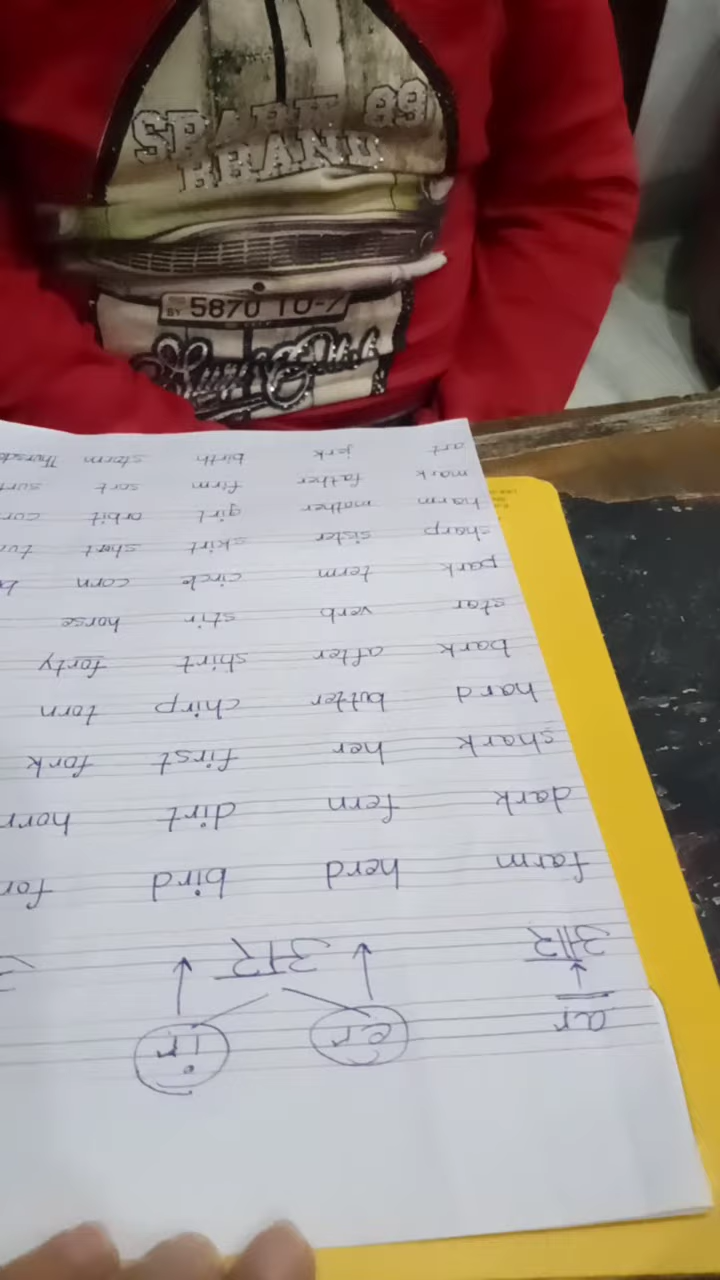 SPARK 89
BRAND
5870 TO-7
ar er ir
आर अर
farm herd bird
dark fern dirt horn
shark her first fork
hard butter chirp torn
bark after shirt forty
star verb stir horse
park term circle corn
sharp sister skirt short
harm mother girl orbit
mark father firm sort
art jerk birth storm